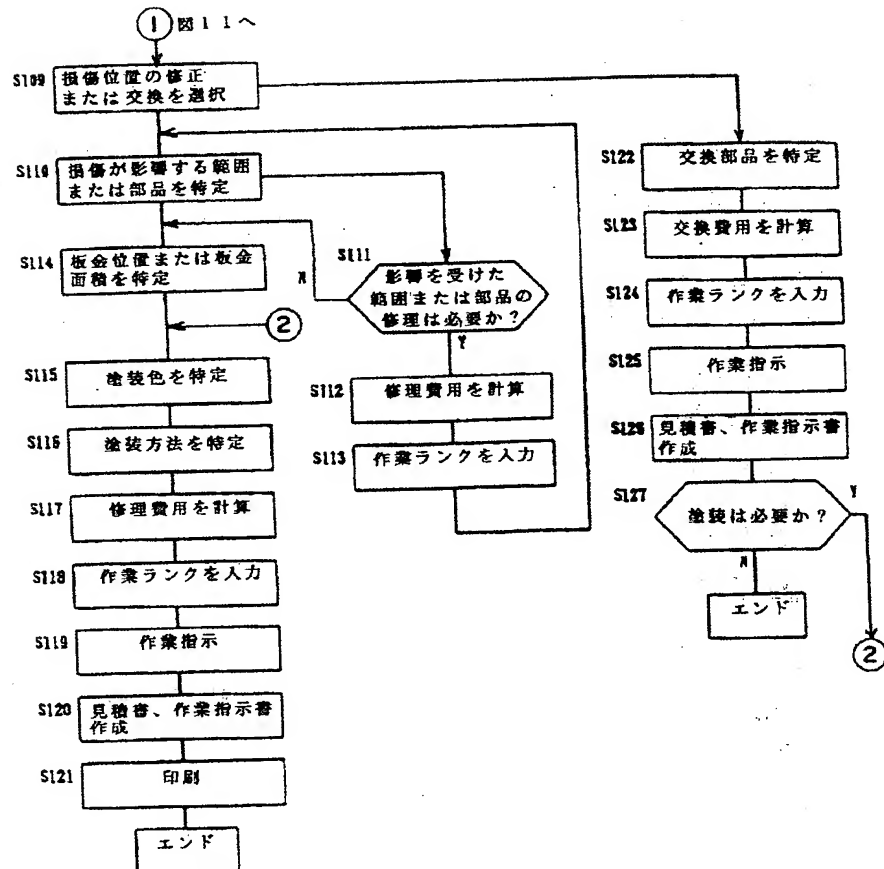 ① 図11へ
S109 損傷位置の修正
または交換を選択
S110 損傷が影響する範囲
または部品を特定
S114 板金位置または板金
面積を特定
②
S115 塗装色を特定
S116 塗装方法を特定
S117 修理費用を計算
S118 作業ランクを入力
S119 作業指示
S120 見積書、作業指示書
作成
S121 印刷
エンド
S111
影響を受けた
範囲または部品の
修理は必要か?
N
Y
S112 修理費用を計算
S113 作業ランクを入力
S122 交換部品を特定
S123 交換費用を計算
S124 作業ランクを入力
S125 作業指示
S126 見積書、作業指示書
作成
S127 塗装は必要か?
Y
N
エンド
②